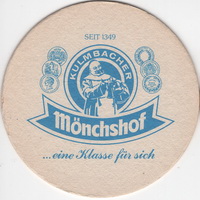 SEIT 1349
KULMBACHER
Mönchshof
...eine Klasse für sich